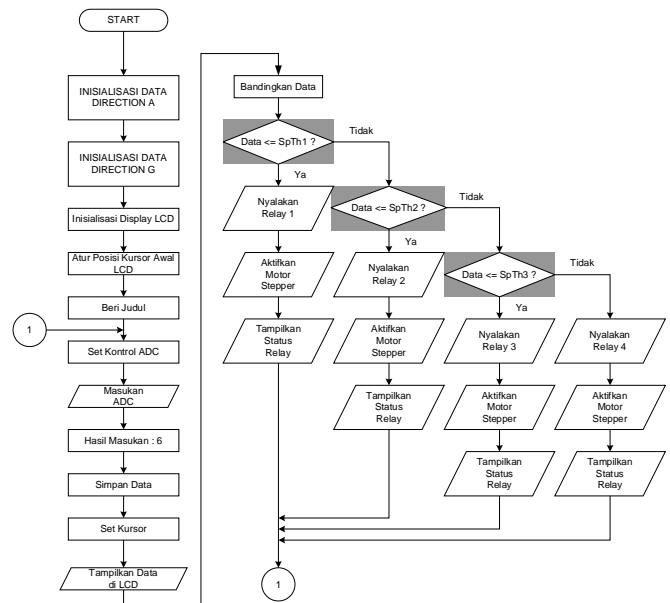 START
INISIALISASI DATA
DIRECTION A
INISIALISASI DATA
DIRECTION G
Inisialisasi Display LCD
Atur Posisi Kursor Awal
LCD
Beri Judul
1
Set Kontrol ADC
Masukan
ADC
Hasil Masukan : 6
Simpan Data
Set Kursor
Tampilkan Data
di LCD
Bandingkan Data
Data <= SpTh1 ?
Tidak
Ya
Nyalakan
Relay 1
Aktifkan
Motor
Stepper
Tampilkan
Status
Relay
Data <= SpTh2 ?
Tidak
Ya
Nyalakan
Relay 2
Aktifkan
Motor
Stepper
Tampilkan
Status
Relay
Data <= SpTh3 ?
Tidak
Ya
Nyalakan
Relay 3
Aktifkan
Motor
Stepper
Tampilkan
Status
Relay
Nyalakan
Relay 4
Aktifkan
Motor
Stepper
Tampilkan
Status
Relay
1